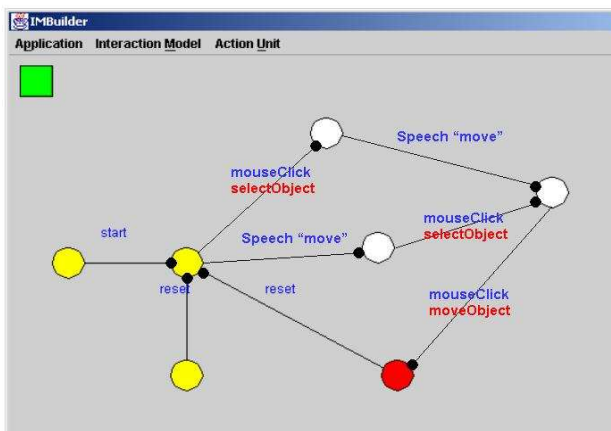 IMBuilder
Application Interaction Model Action Unit
Speech “move”
mouseClick
selectObject
mouseClick
selectObject
start
Speech “move”
reset
reset
mouseClick
moveObject